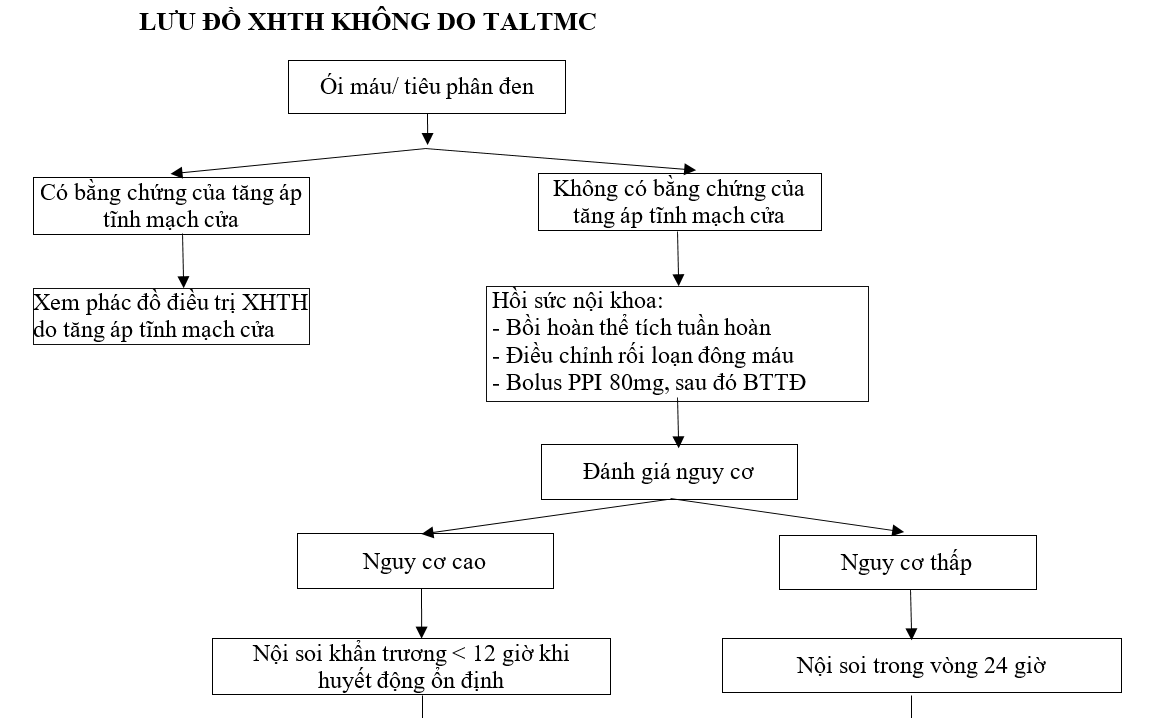 LƯU ĐỒ XHTH KHÔNG DO TALTMC
Ói máu/ tiêu phân đen
Có bằng chứng của tăng áp
tĩnh mạch cửa
Không có bằng chứng của
tăng áp tĩnh mạch cửa
Xem phác đồ điều trị XHTH
do tăng áp tĩnh mạch cửa
Hồi sức nội khoa:
- Bồi hoàn thể tích tuần hoàn
- Điều chỉnh rối loạn đông máu
- Bolus PPI 80mg, sau đó BTTĐ
Đánh giá nguy cơ
Nguy cơ cao
Nguy cơ thấp
Nội soi khẩn trương < 12 giờ khi
huyết động ổn định
Nội soi trong vòng 24 giờ